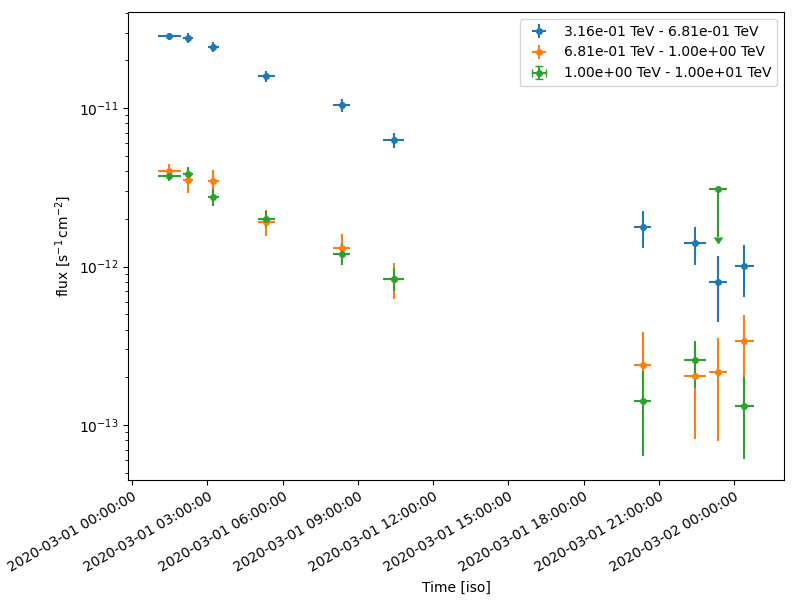 3.16e-01 TeV - 6.81e-01 TeV
6.81e-01 TeV - 1.00e+00 TeV
1.00e+00 TeV - 1.00e+01 TeV
10⁻¹¹
10⁻¹²
10⁻¹³
flux [s⁻¹ cm⁻²]
2020-03-01 00:00:00
2020-03-01 03:00:00
2020-03-01 06:00:00
2020-03-01 09:00:00
2020-03-01 12:00:00
2020-03-01 15:00:00
2020-03-01 18:00:00
2020-03-01 21:00:00
2020-03-02 00:00:00
Time [iso]